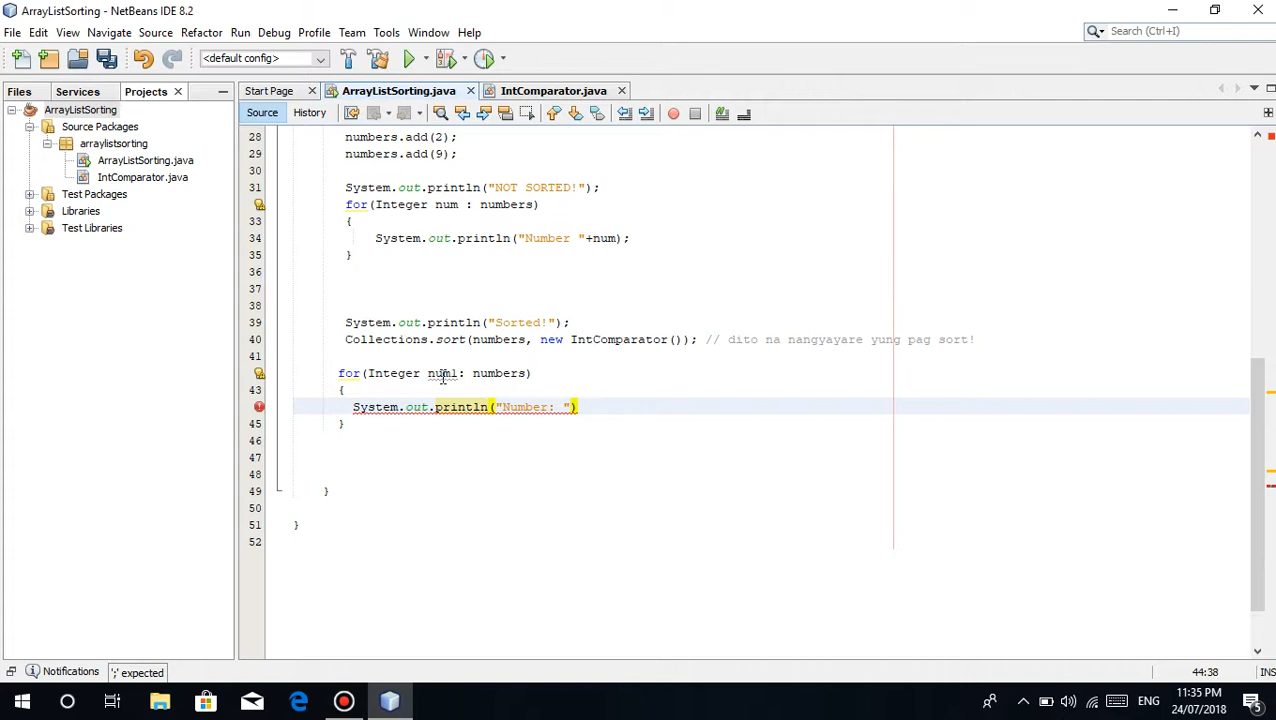 ArrayListSorting - NetBeans IDE 8.2
File Edit View Navigate Source Refactor Run Debug Profile Team Tools Window Help
Search (Ctrl+I)
<default config>
Files Services Projects
Start Page ArrayListSorting.java IntComparator.java
Source History
ArrayListSorting
Source Packages
arraylistsorting
ArrayListSorting.java
IntComparator.java
Test Packages
Libraries
Test Libraries
28 numbers.add(2);
29 numbers.add(9);
30
31 System.out.println("NOT SORTED!");
for(Integer num : numbers)
33 {
34 System.out.println("Number "+num);
35 }
36
37
38
39 System.out.println("Sorted!");
40 Collections.sort(numbers, new IntComparator()); // dito na nangyayare yung pag sort!
41
for(Integer num1: numbers)
43 {
System.out.println("Number: ")
45 }
46
47
48
49 }
50
51 }
52
Notifications ';' expected
44:38 INS
ENG
11:35 PM
24/07/2018
5